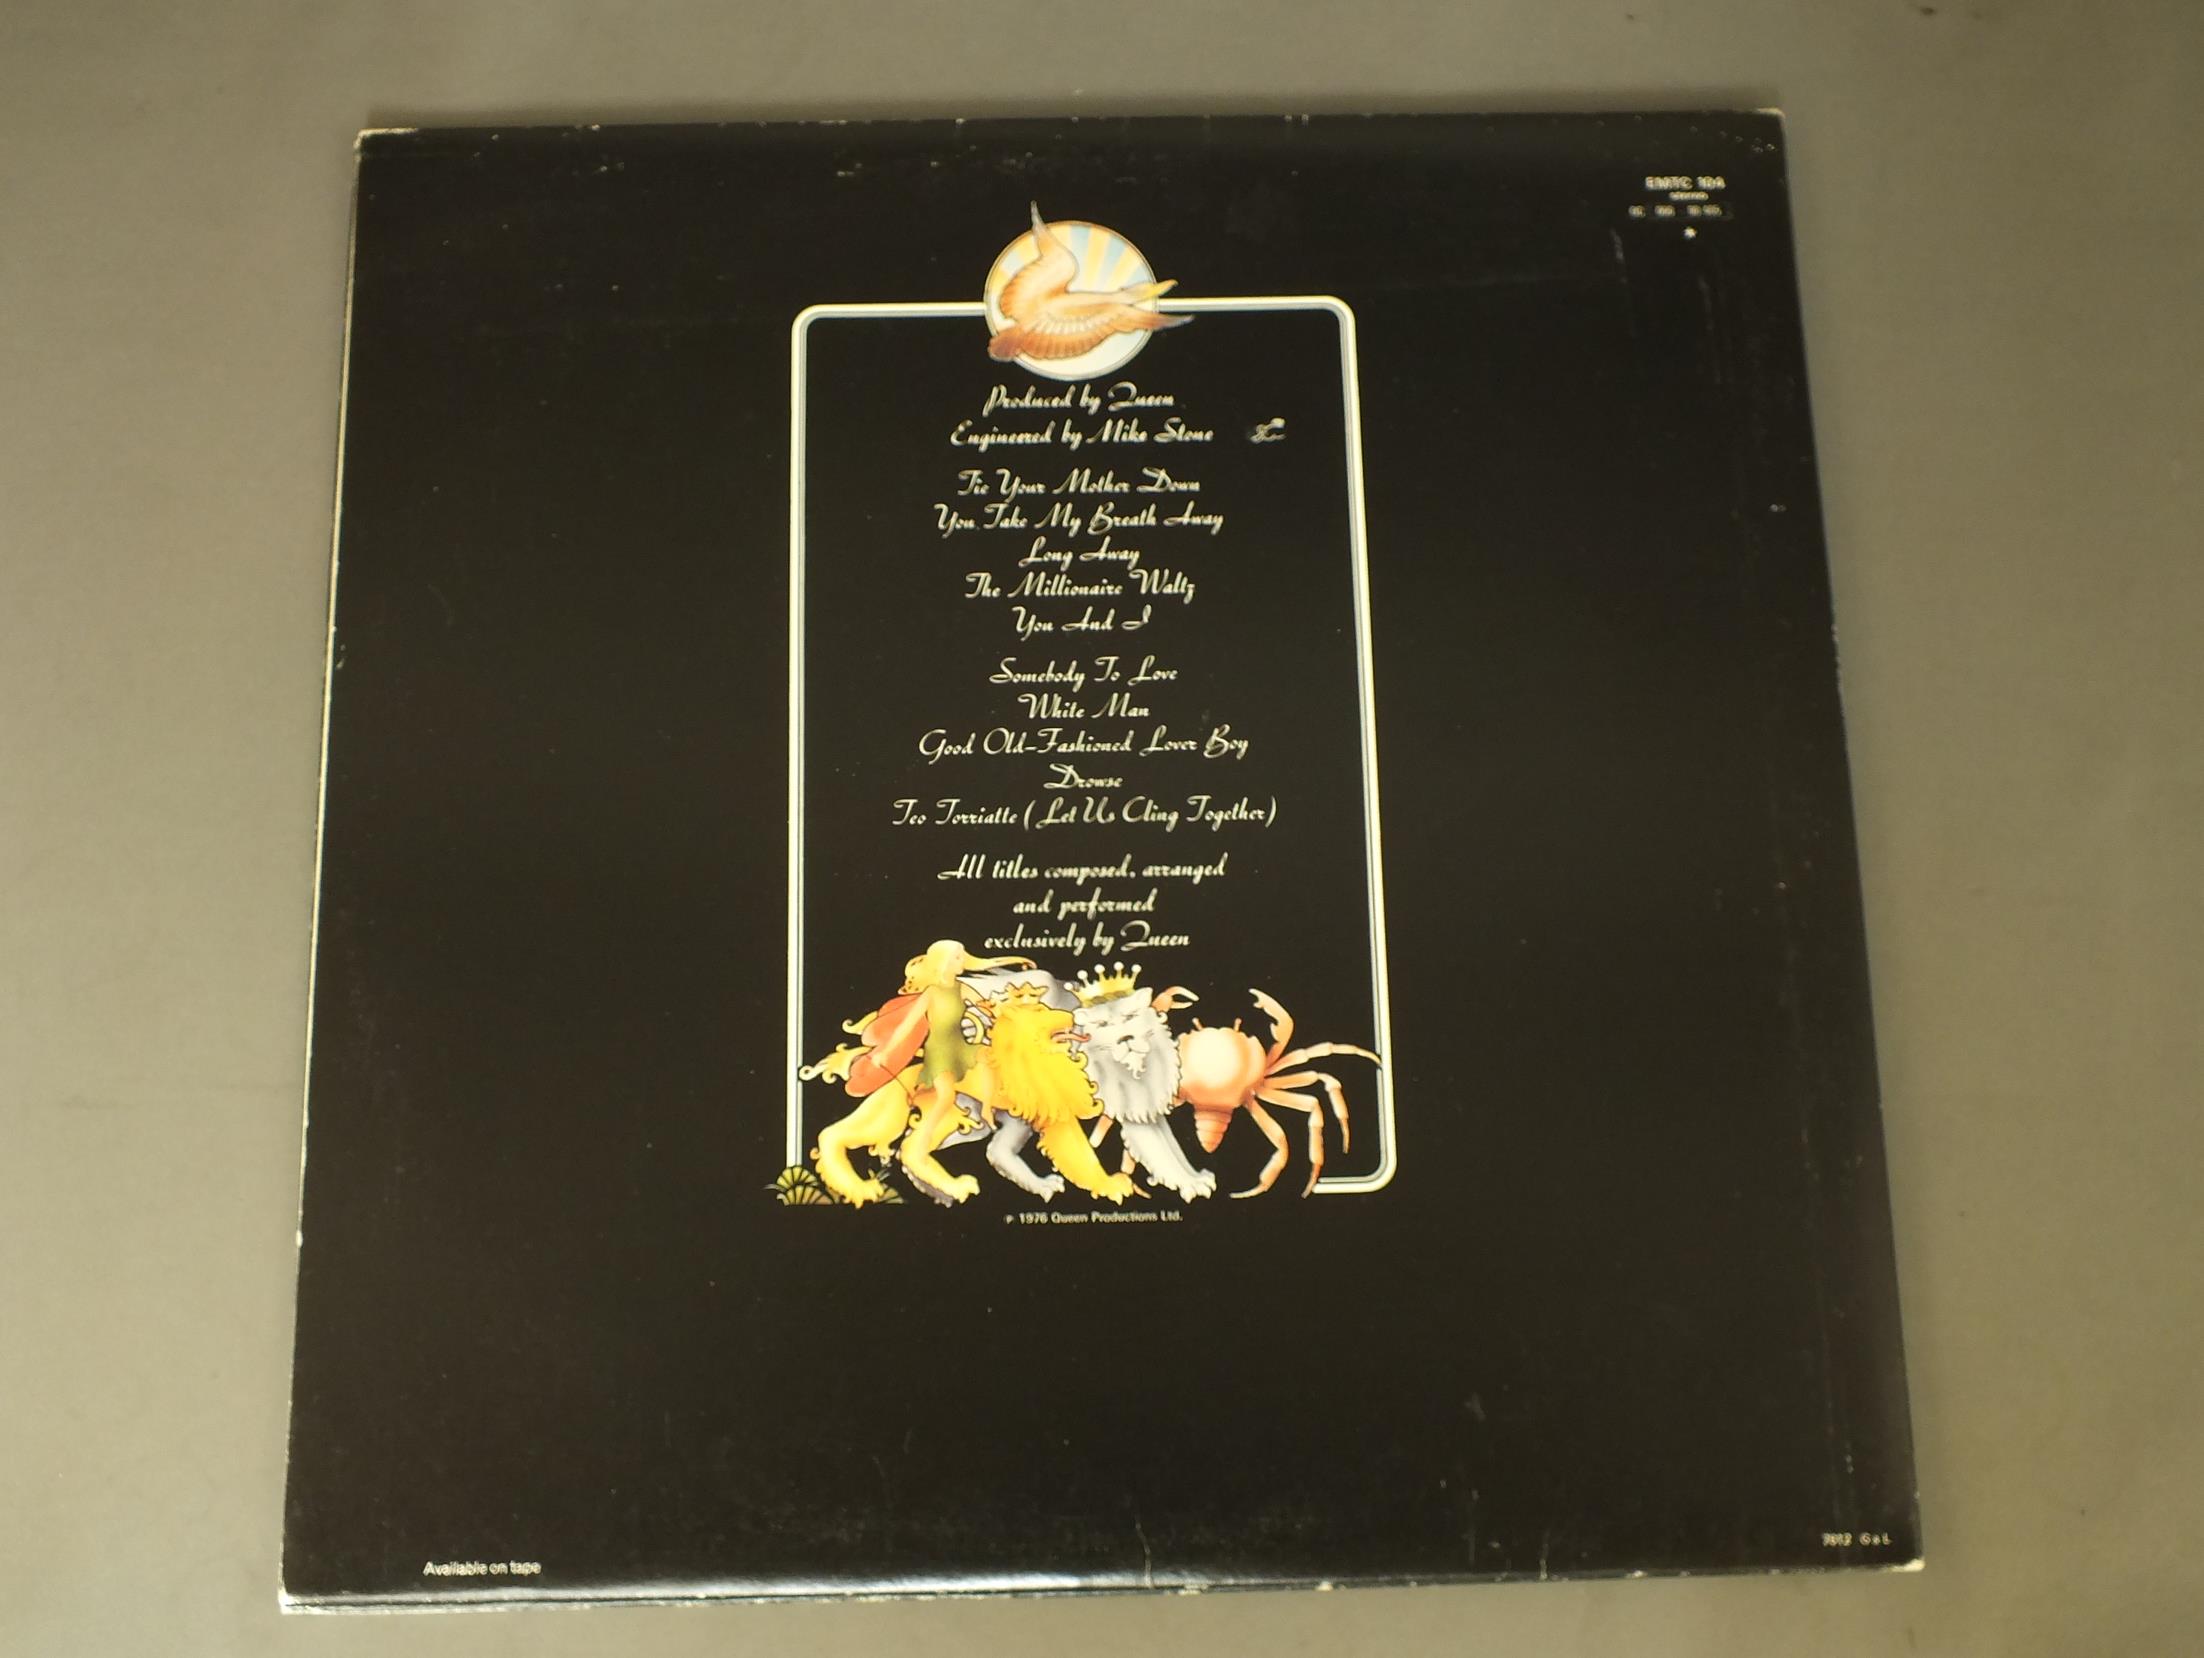 EMTC 104
stereo
Produced by Queen
Engineered by Mike Stone
Tie Your Mother Down
You Take My Breath Away
Long Away
The Millionaire Waltz
You And I
Somebody To Love
White Man
Good Old-Fashioned Lover Boy
Drowse
Teo Torriatte (Let Us Cling Together)
All titles composed, arranged
and performed
exclusively by Queen
℗ 1976 Queen Productions Ltd.
7612 G & L
Available on tape